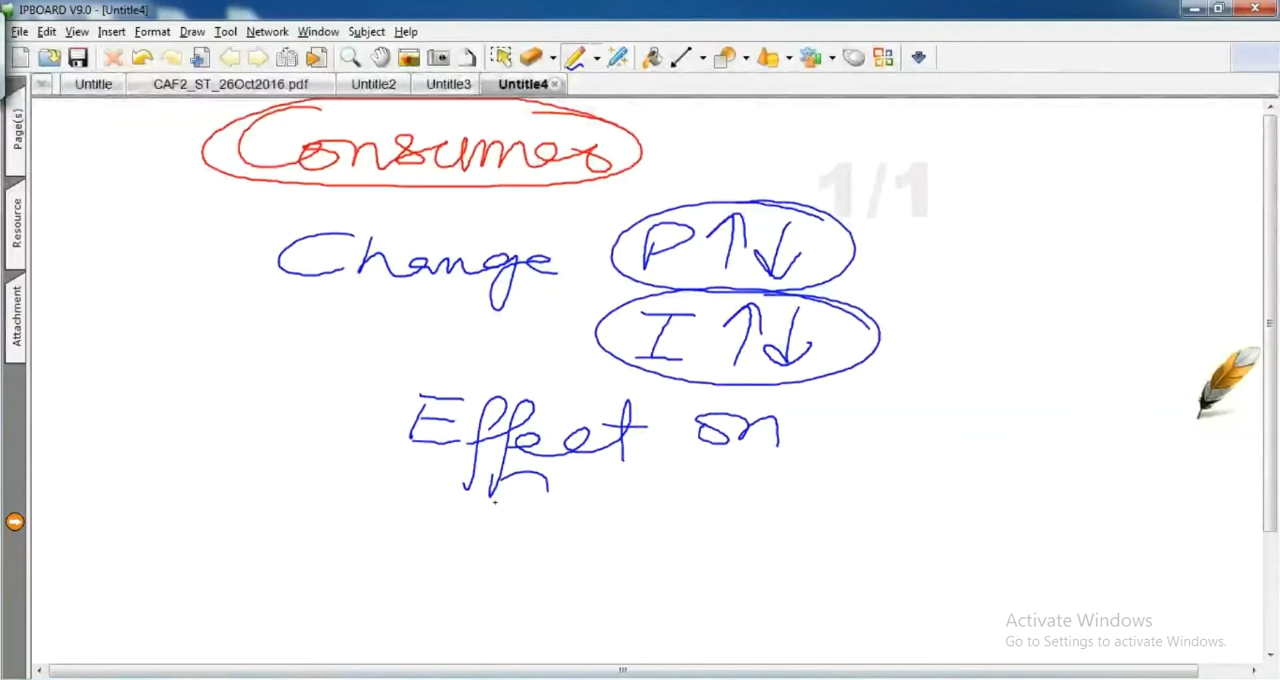 IPBOARD V9.0 - [Untitle4]
File Edit View Insert Format Draw Tool Network Window Subject Help
Untitle CAF2_ST_26Oct2016.pdf Untitle2 Untitle3 Untitle4
Page(s)
Resource
Attachment
1/1
Consumer
Change P↑↓
I↑↓
Effect on
Activate Windows
Go to Settings to activate Windows.